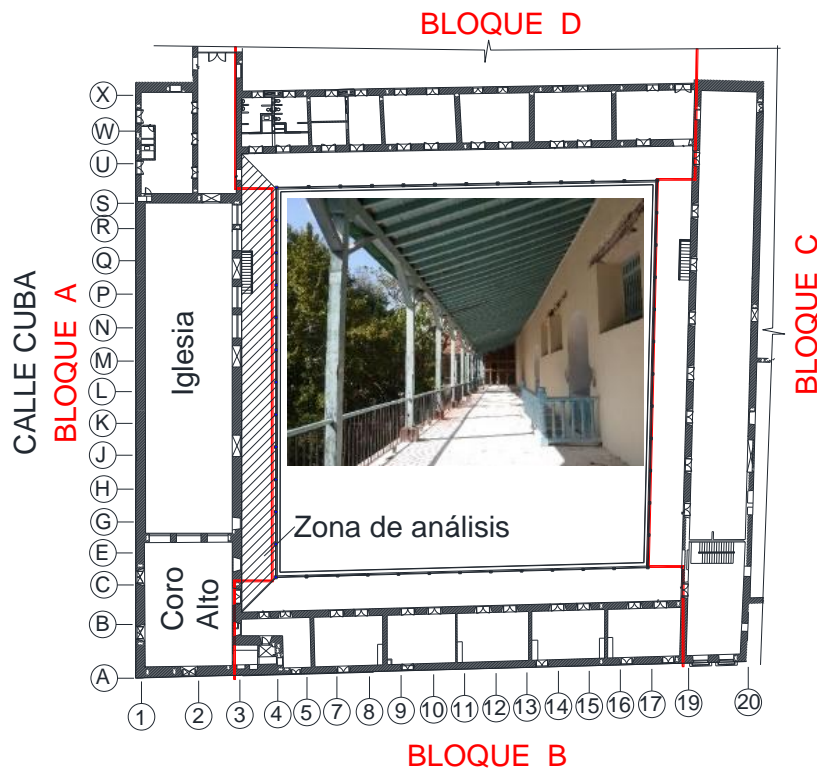 BLOQUE D
X
W
U
S
R
Q
P
N
M
L
K
J
H
G
E
C
B
A
CALLE CUBA
BLOQUE A
Iglesia
Coro
Alto
Zona de análisis
BLOQUE C
1
2
3
4
5
7
8
9
10
11
12
13
14
15
16
17
19
20
BLOQUE B